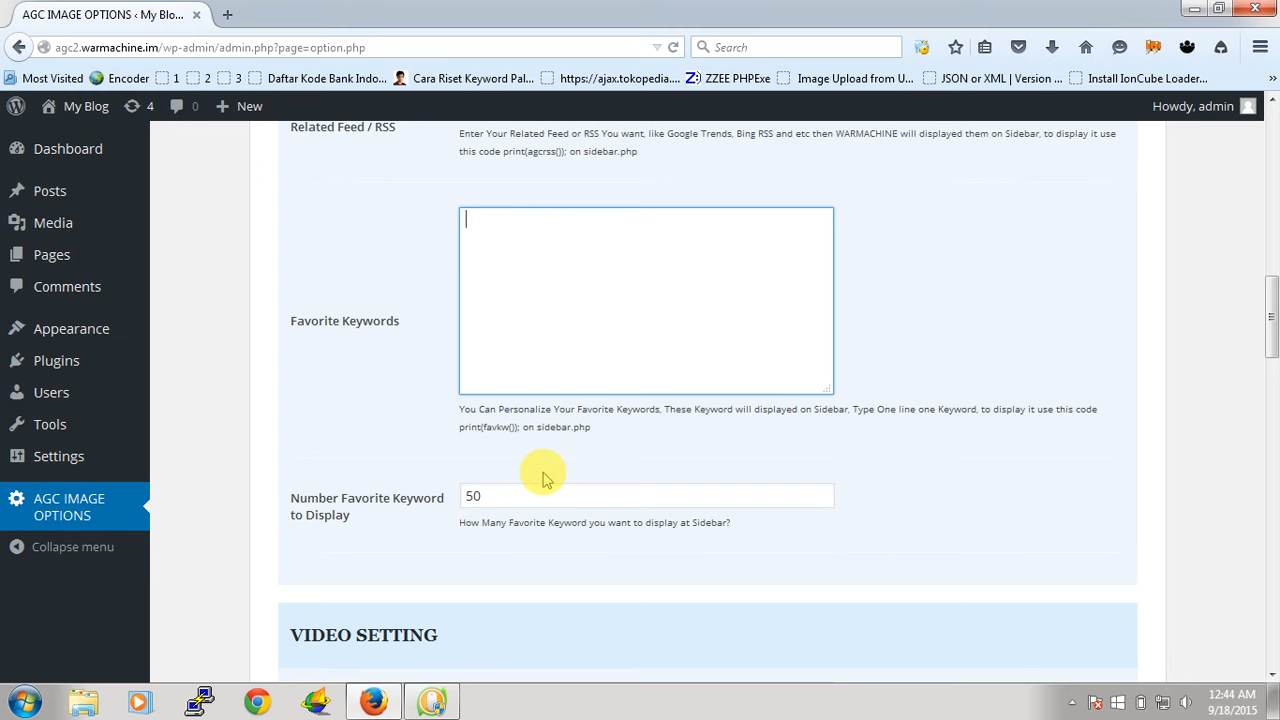 AGC IMAGE OPTIONS ‹ My Blo...
agc2.warmachine.im/wp-admin/admin.php?page=option.php
Search
Most Visited
Encoder
1
2
3
Daftar Kode Bank Indo...
Cara Riset Keyword Pal...
https://ajax.tokopedia....
ZZEE PHPExe
Image Upload from U...
JSON or XML | Version ...
Install IonCube Loader...
My Blog
4
0
New
Howdy, admin
Dashboard
Posts
Media
Pages
Comments
Appearance
Plugins
Users
Tools
Settings
AGC IMAGE
OPTIONS
Collapse menu
Related Feed / RSS
Enter Your Related Feed or RSS You want, like Google Trends, Bing RSS and etc then WARMACHINE will displayed them on Sidebar, to display it use
this code print(agcrss()); on sidebar.php
Favorite Keywords
You Can Personalize Your Favorite Keywords, These Keyword will displayed on Sidebar, Type One line one Keyword, to display it use this code
print(favkw()); on sidebar.php
Number Favorite Keyword
to Display
50
How Many Favorite Keyword you want to display at Sidebar?
VIDEO SETTING
12:44 AM
9/18/2015